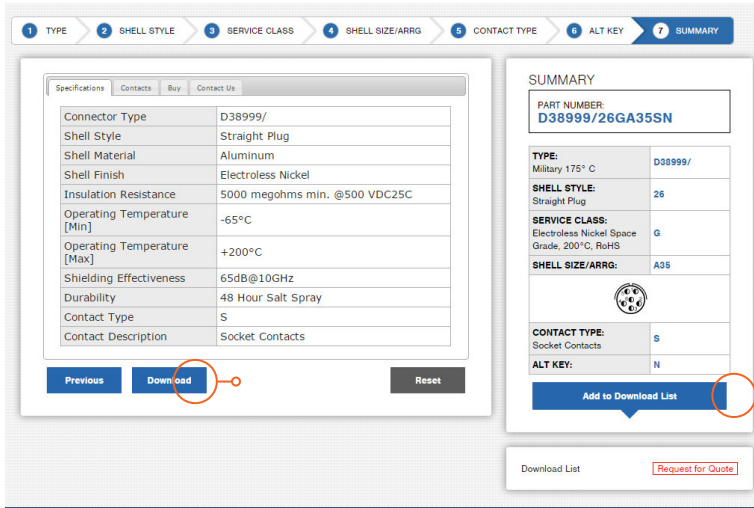 1 TYPE 2 SHELL STYLE 3 SERVICE CLASS 4 SHELL SIZE/ARRG 5 CONTACT TYPE 6 ALT KEY 7 SUMMARY
Specifications Contacts Buy Contact Us
Connector Type D38999/
Shell Style Straight Plug
Shell Material Aluminum
Shell Finish Electroless Nickel
Insulation Resistance 5000 megohms min. @500 VDC25C
Operating Temperature
[Min] -65°C
Operating Temperature
[Max] +200°C
Shielding Effectiveness 65dB@10GHz
Durability 48 Hour Salt Spray
Contact Type S
Contact Description Socket Contacts
Previous Download Reset
SUMMARY
PART NUMBER:
D38999/26GA35SN
TYPE:
Military 175° C D38999/
SHELL STYLE:
Straight Plug 26
SERVICE CLASS:
Electroless Nickel Space
Grade, 200°C, RoHS G
SHELL SIZE/ARRG: A35
CONTACT TYPE:
Socket Contacts S
ALT KEY: N
Add to Download List
Download List Request for Quote